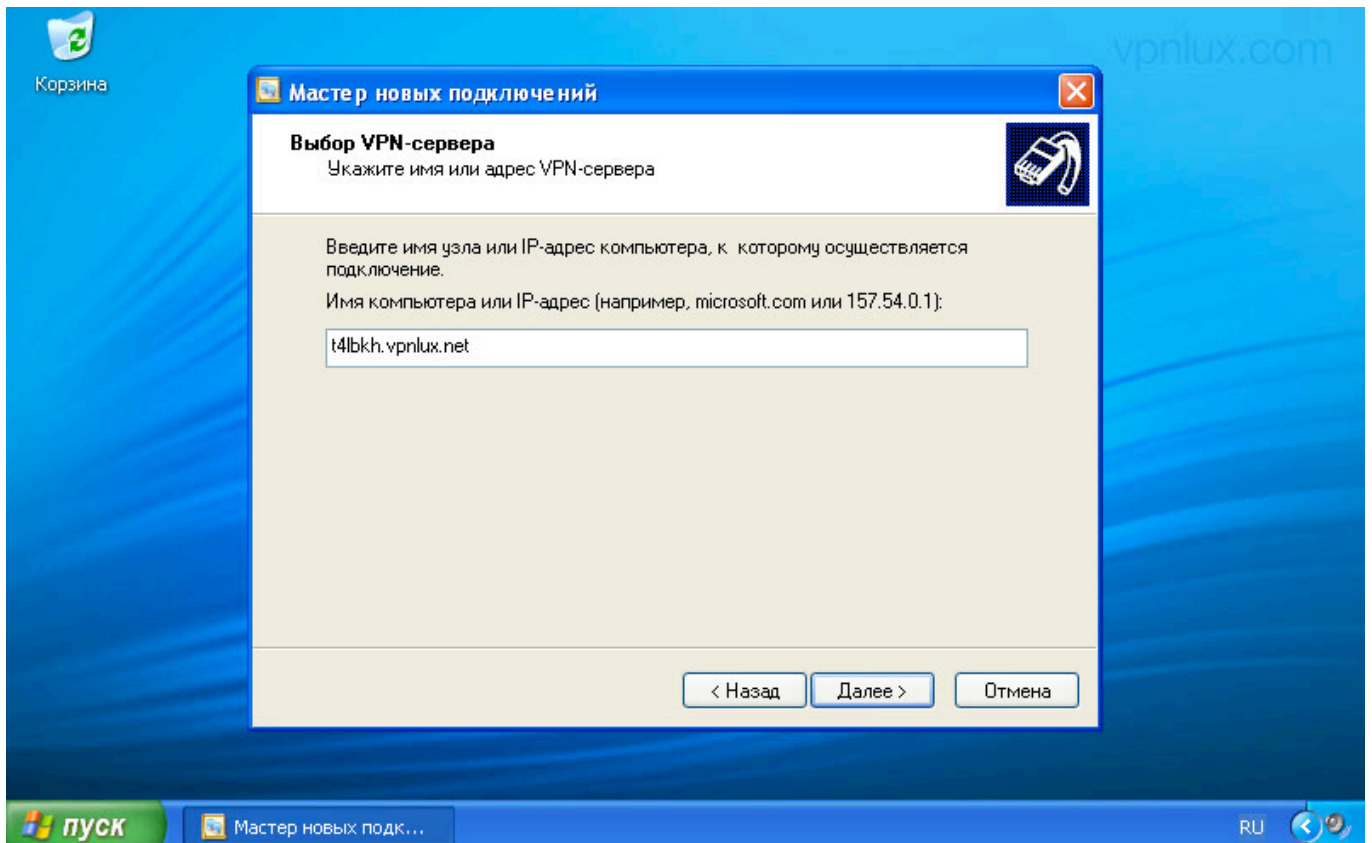 vpnlux.com
Корзина
Мастер новых подключений
Выбор VPN-сервера
Укажите имя или адрес VPN-сервера
Введите имя узла или IP-адрес компьютера, к которому осуществляется
подключение.
Имя компьютера или IP-адрес (например, microsoft.com или 157.54.0.1):
t4lbkh.vpnlux.net
< Назад
Далее >
Отмена
пуск
Мастер новых подк...
RU